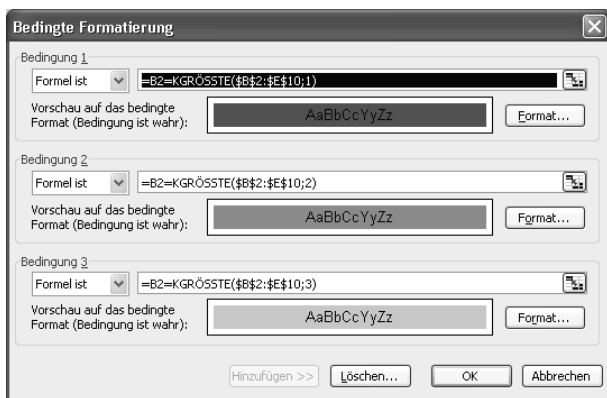 Bedingte Formatierung
Bedingung 1
Formel ist =B2=KGRÖSSTE($B$2:$E$10;1)
Vorschau auf das bedingte Format (Bedingung ist wahr): AaBbCcYyZz Format...
Bedingung 2
Formel ist =B2=KGRÖSSTE($B$2:$E$10;2)
Vorschau auf das bedingte Format (Bedingung ist wahr): AaBbCcYyZz Format...
Bedingung 3
Formel ist =B2=KGRÖSSTE($B$2:$E$10;3)
Vorschau auf das bedingte Format (Bedingung ist wahr): AaBbCcYyZz Format...
Hinzufügen >> Löschen... OK Abbrechen